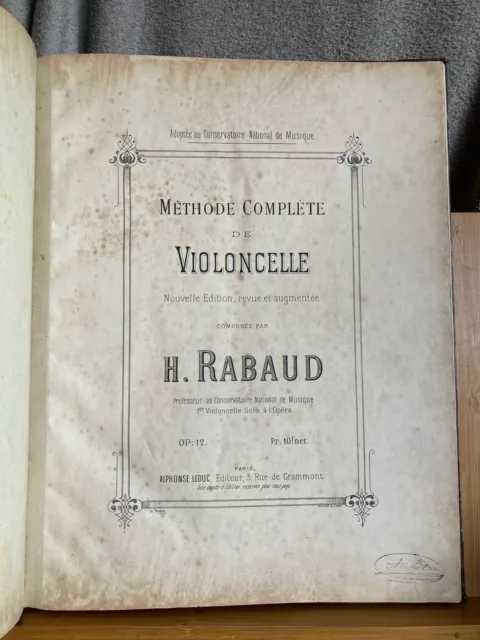 Adoptée au Conservatoire National de Musique.
MÉTHODE COMPLÈTE
DE
VIOLONCELLE
Nouvelle Edition, revue et augmentée
COMPOSÉE PAR
H. RABAUD
Professeur au Conservatoire National de Musique
1er Violoncelle Solo à l'Opéra
OP: 12. Pr: 10f net
PARIS,
ALPHONSE LEDUC, Editeur, 3, Rue de Grammont.